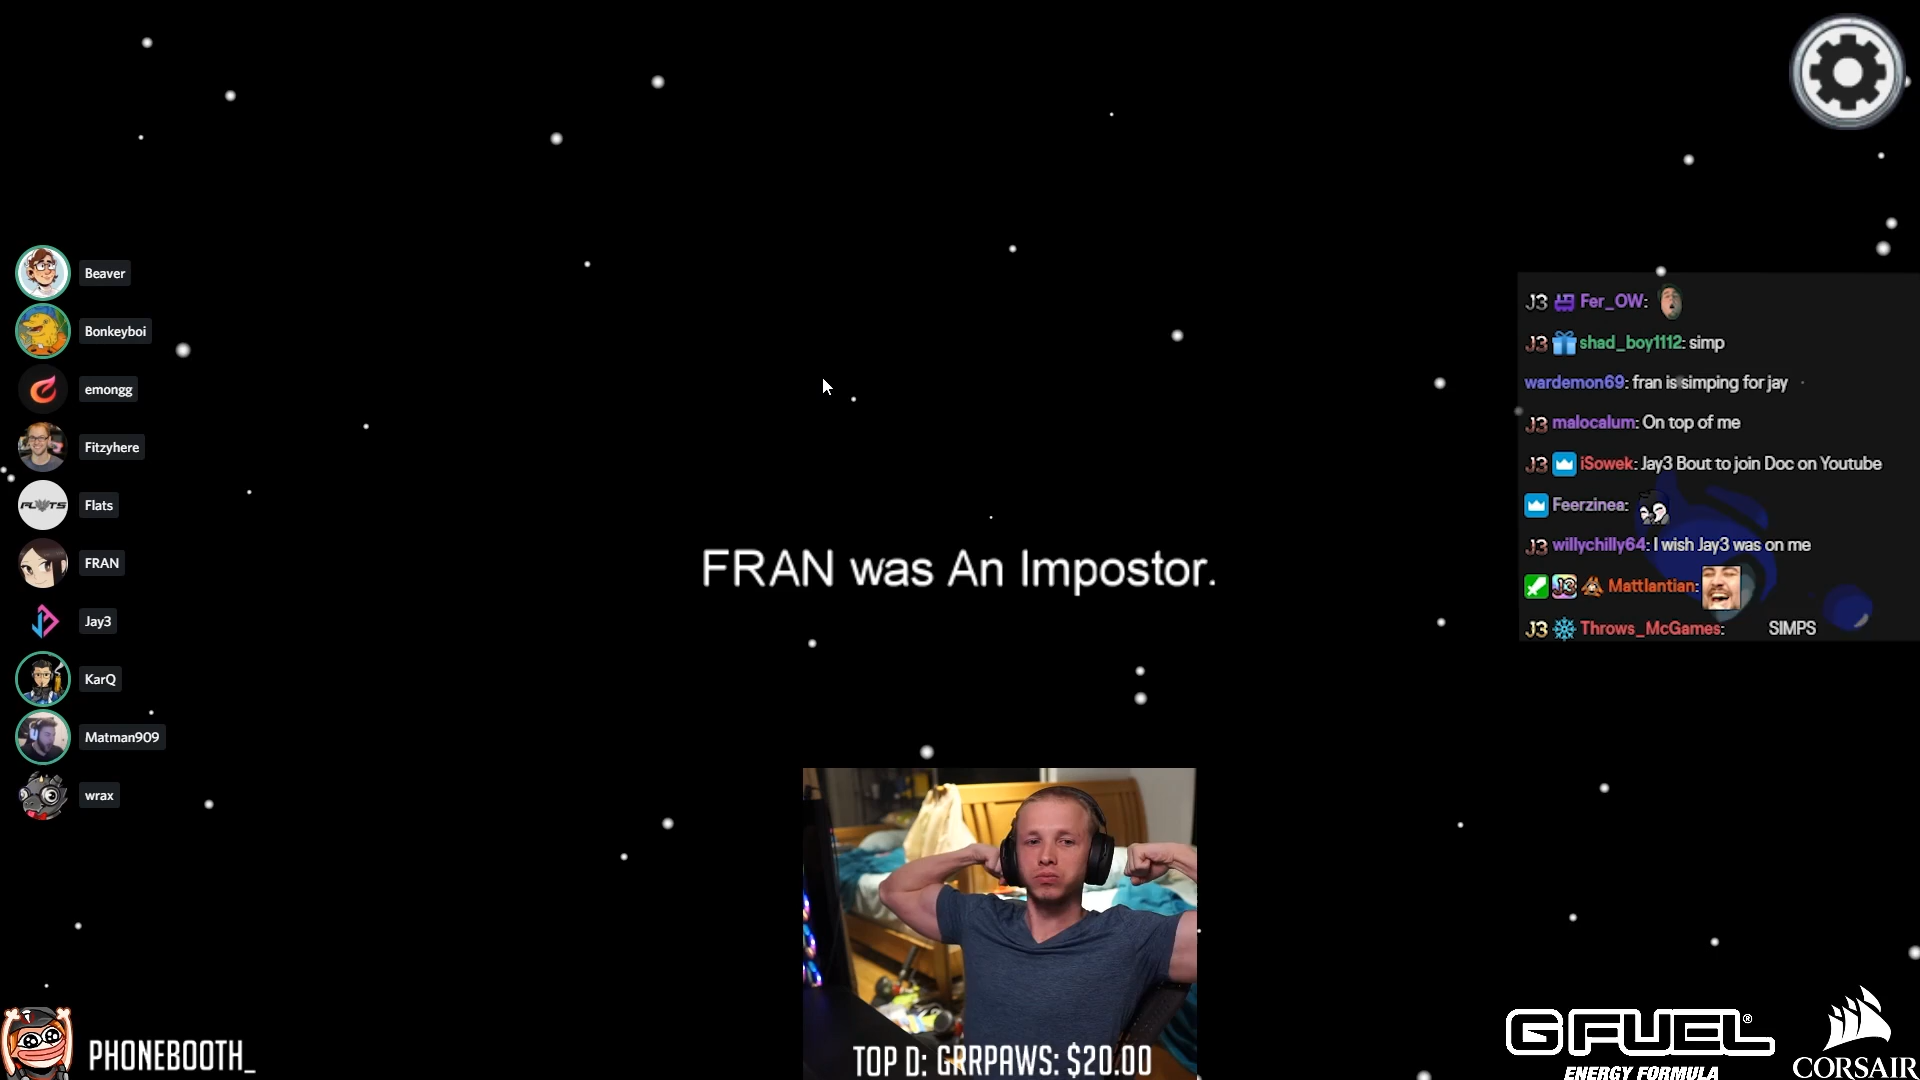 Beaver
Bonkeyboi
emongg
Fitzyhere
FLATS
Flats
FRAN
Jay3
KarQ
Matman909
wrax
FRAN was An Impostor.
J3 Fer_OW:
J3 shad_boy1112: simp
wardemon69: fran is simping for jay
J3 malocalum: On top of me
J3 iSowek: Jay3 Bout to join Doc on Youtube
Feerzinea:
J3 willychilly64: I wish Jay3 was on me
J3 Mattlantian:
J3 Throws_McGames: SIMPS
PHONEBOOTH_
TOP D: GRRPAWS: $20.00
G FUEL®
ENERGY FORMULA
CORSAIR